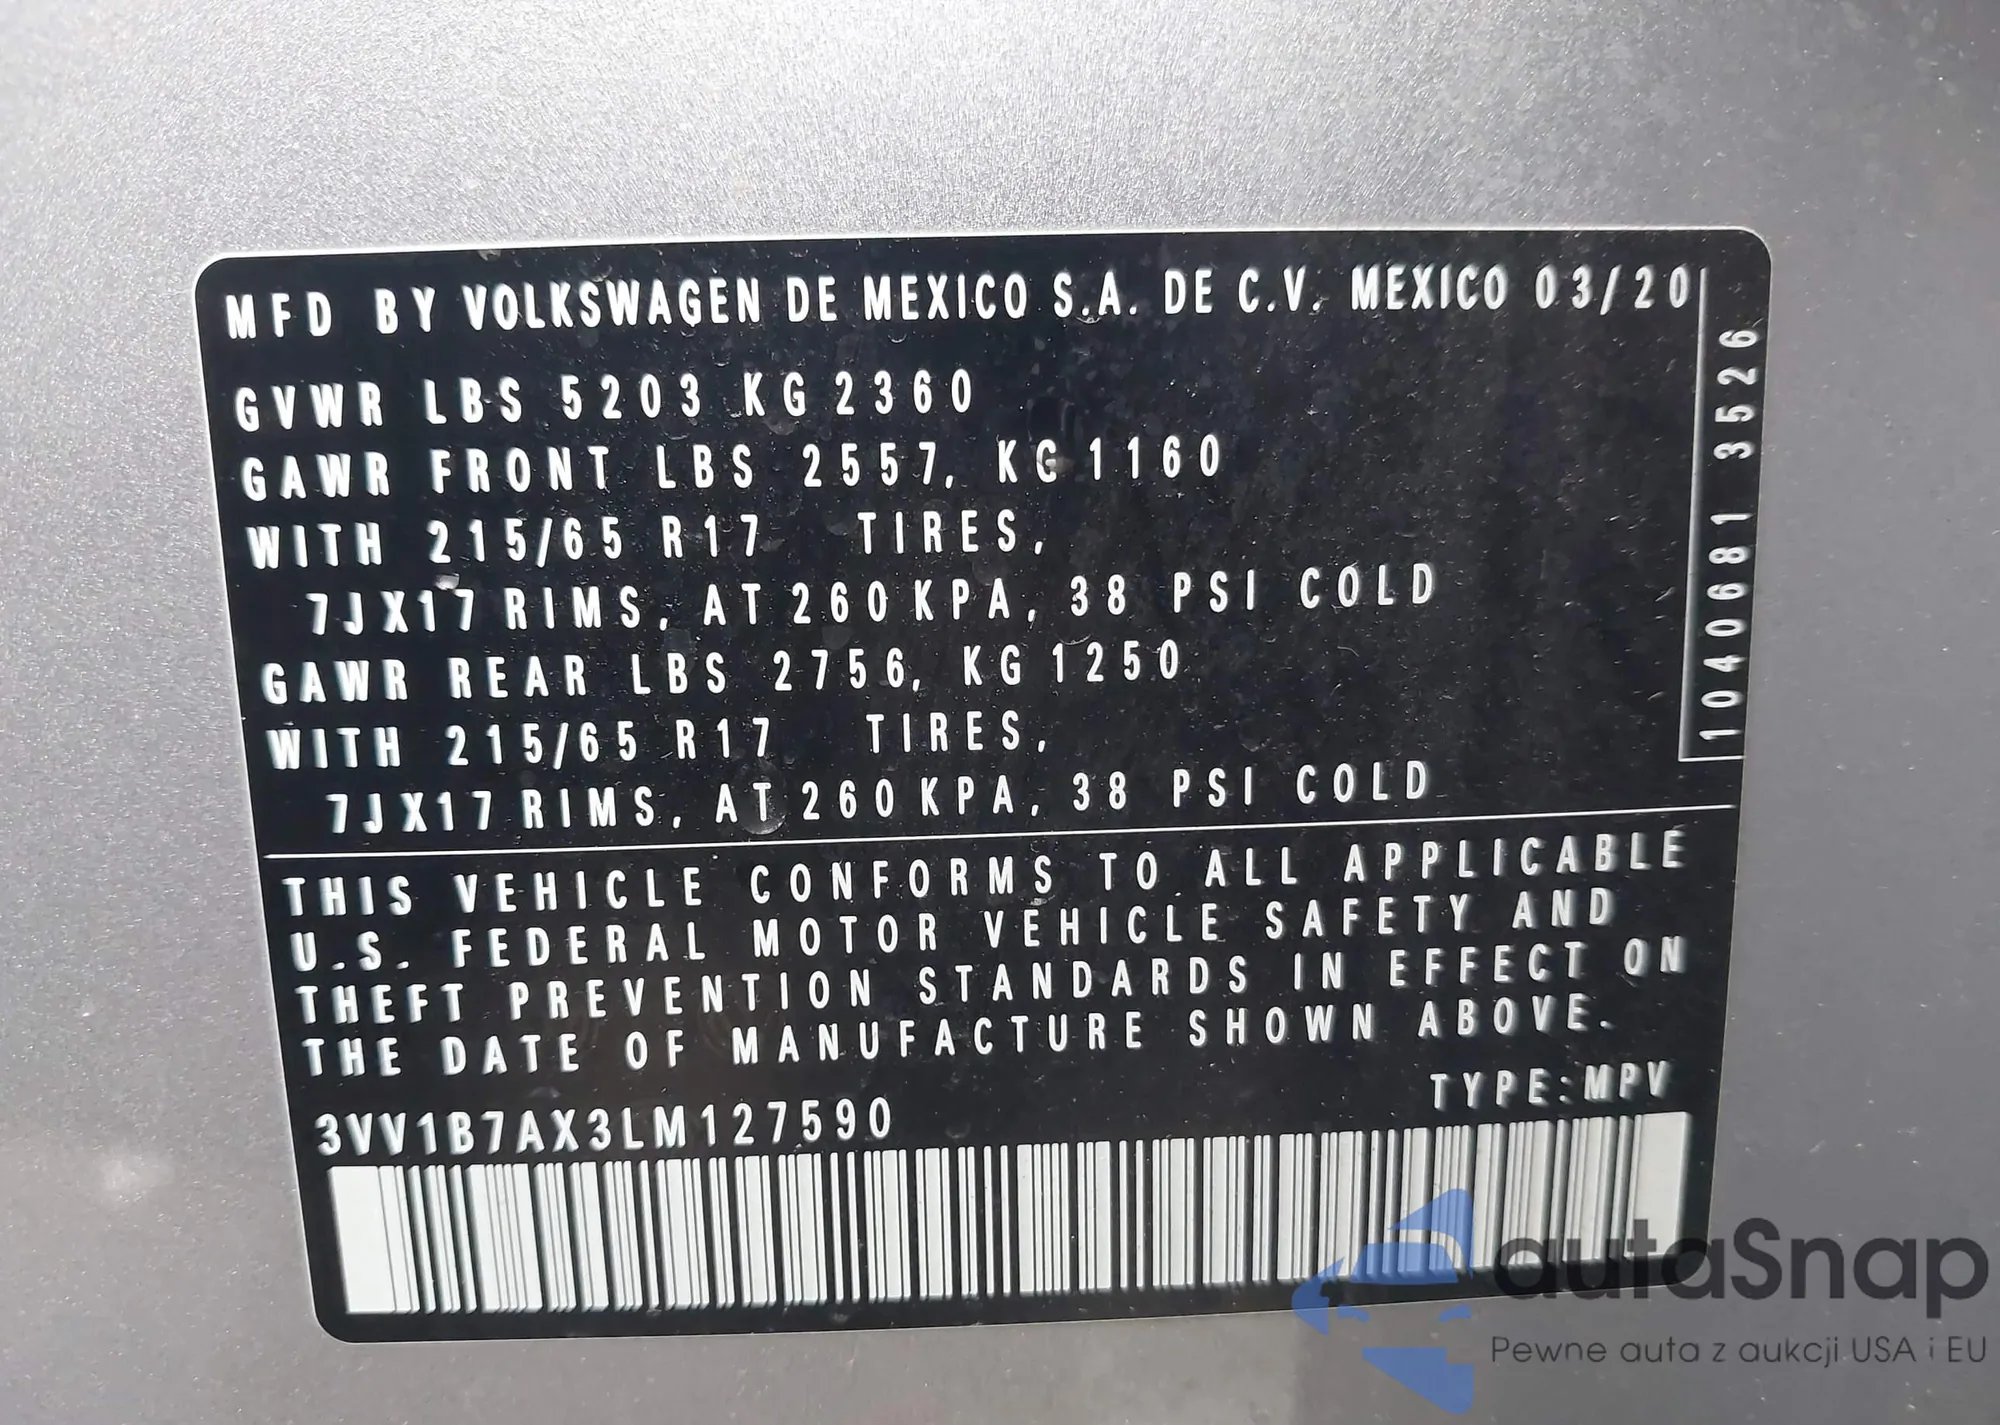 MFD BY VOLKSWAGEN DE MEXICO S.A. DE C.V. MEXICO 03/20
GVWR LBS 5203 KG 2360
GAWR FRONT LBS 2557, KG 1160
WITH 215/65 R17 TIRES,
7JX17 RIMS, AT 260 KPA, 38 PSI COLD
GAWR REAR LBS 2756, KG 1250
WITH 215/65 R17 TIRES,
7JX17 RIMS, AT 260 KPA, 38 PSI COLD
1040681 3526
THIS VEHICLE CONFORMS TO ALL APPLICABLE
U.S. FEDERAL MOTOR VEHICLE SAFETY AND
THEFT PREVENTION STANDARDS IN EFFECT ON
THE DATE OF MANUFACTURE SHOWN ABOVE.
TYPE:MPV
3VV1B7AX3LM127590
autaSnap
Pewne auta z aukcji USA i EU